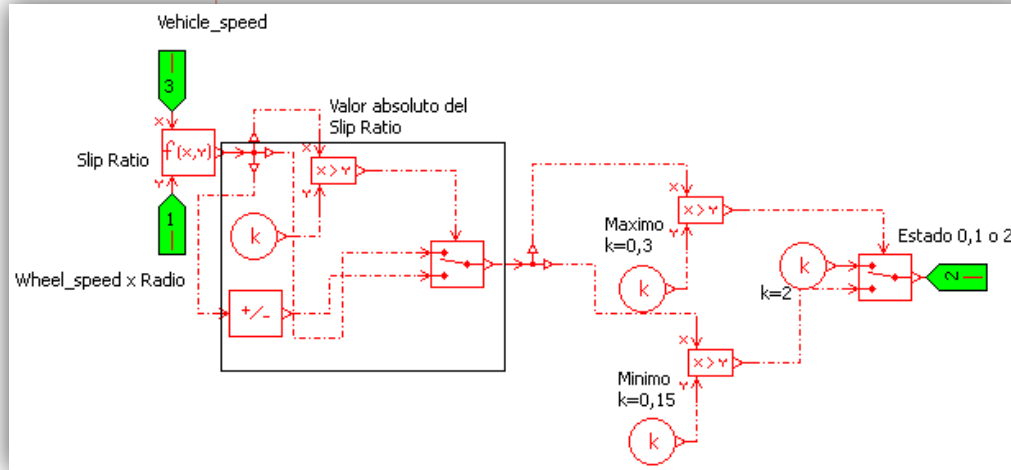 Vehicle_speed
3
X
Slip Ratio
f(x,y)
Y
1
Wheel_speed x Radio
Valor absoluto del
Slip Ratio
X
X > Y
Y
k
+/-
X
X > Y
Y
Maximo
k=0,3
k
k
k=2
Estado 0,1 o 2
2
X
X > Y
Y
Minimo
k=0,15
k